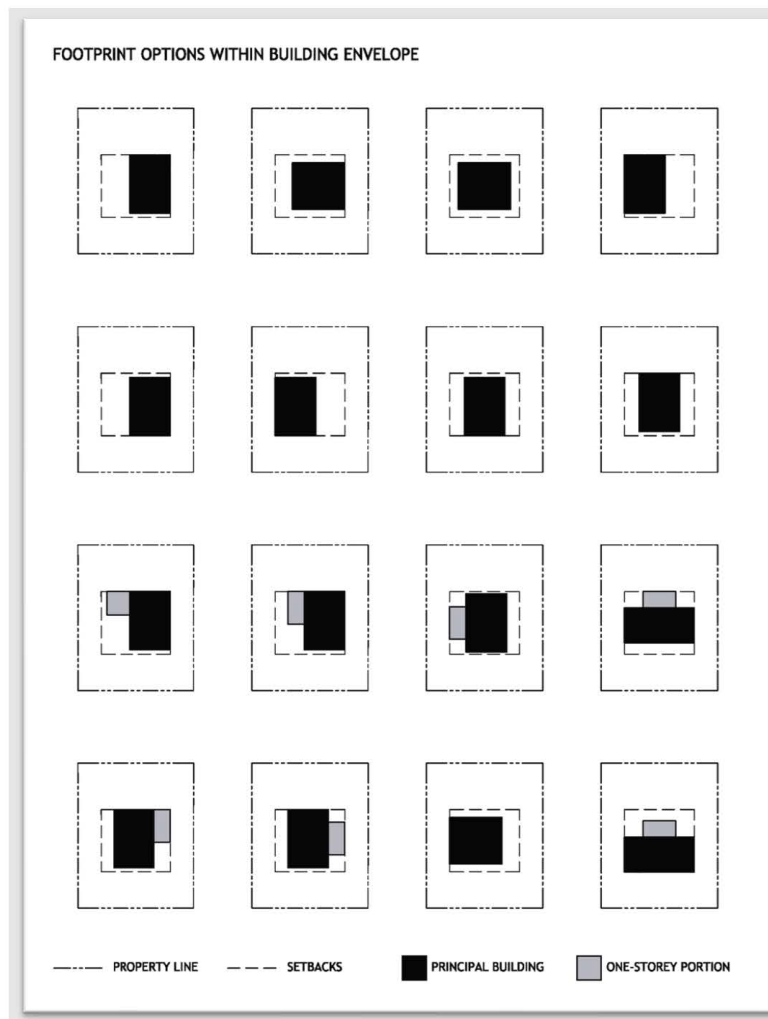 FOOTPRINT OPTIONS WITHIN BUILDING ENVELOPE
PROPERTY LINE
SETBACKS
PRINCIPAL BUILDING
ONE-STOREY PORTION